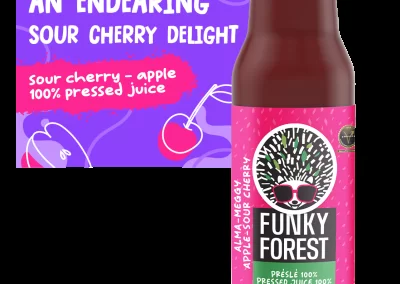 AN ENDEARING
SOUR CHERRY DELIGHT
sour cherry - apple
100% pressed juice
ALMA-MEGGY
APPLE-SOUR CHERRY
FUNKY
FOREST
PRÉSLÉ 100%
PRESSED JUICE 100%